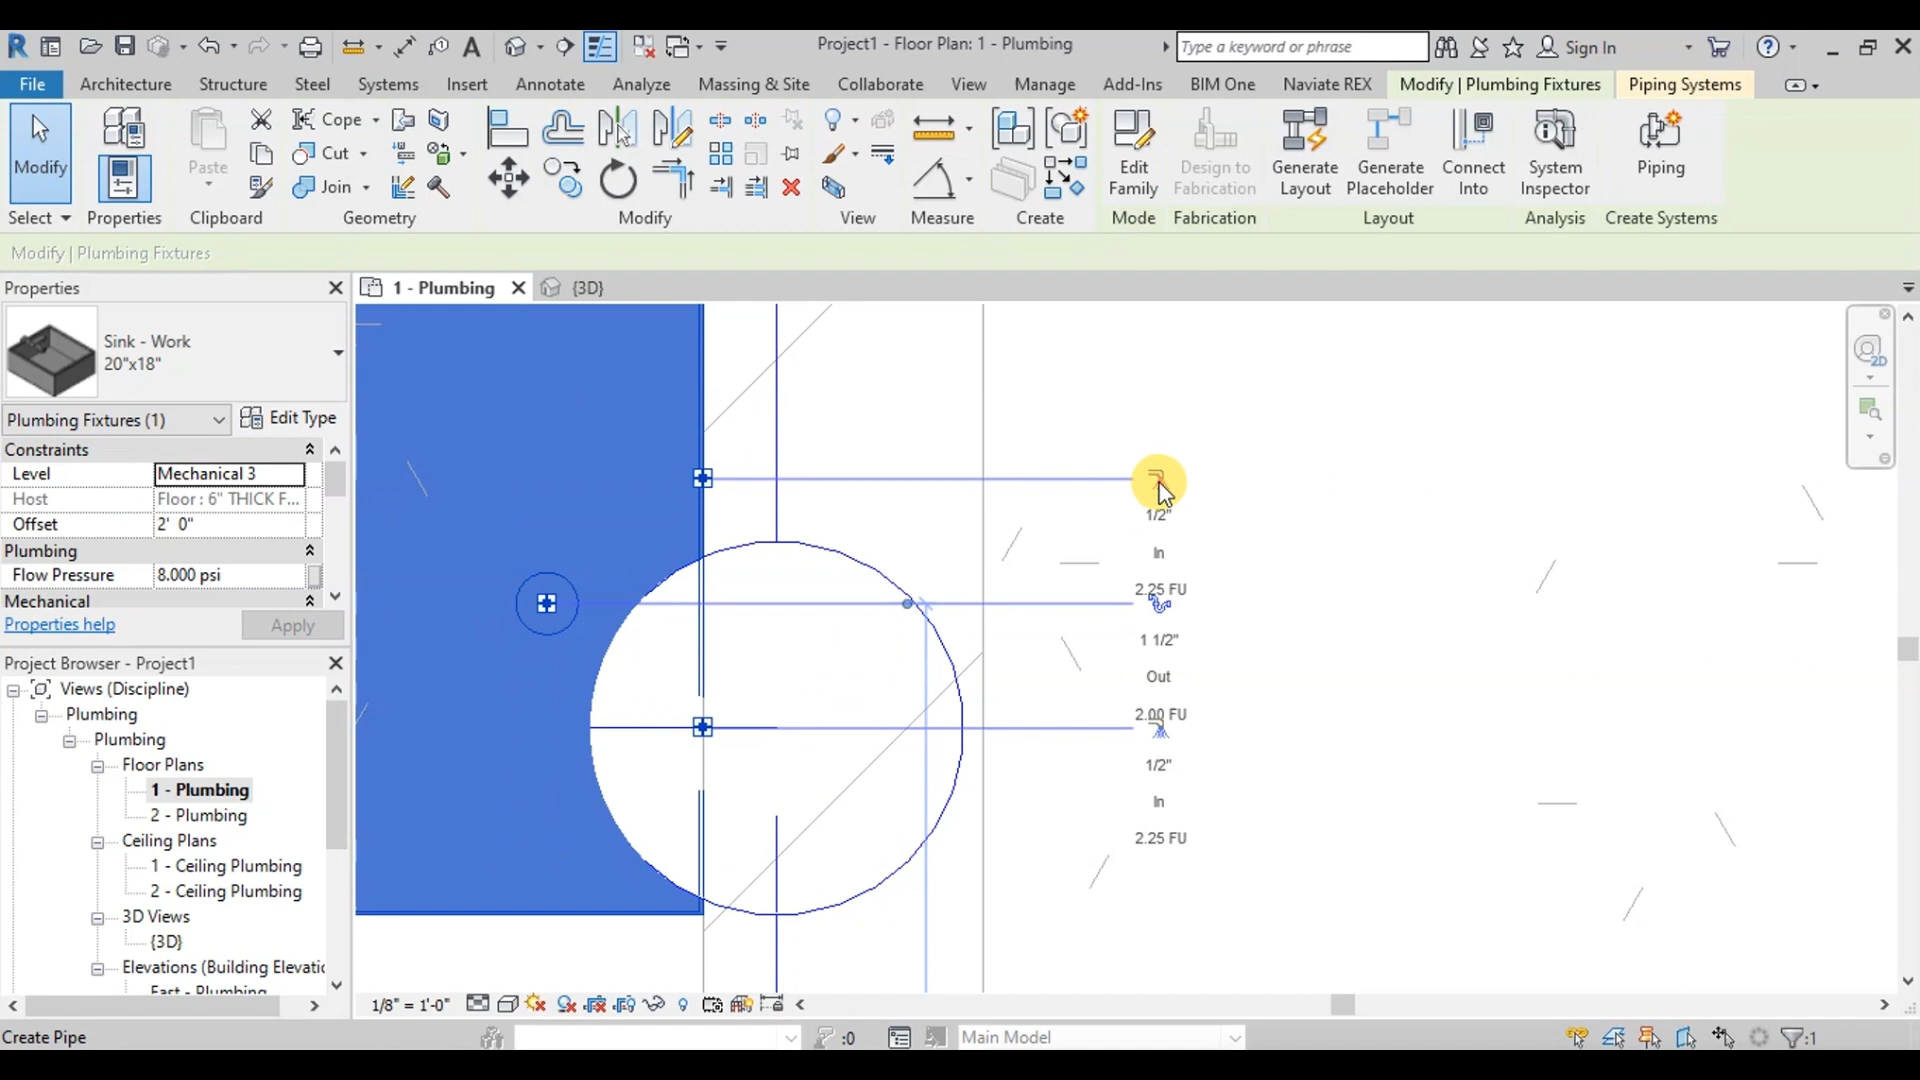 Project1 - Floor Plan: 1 - Plumbing
Type a keyword or phrase
Sign In
File
Architecture
Structure
Steel
Systems
Insert
Annotate
Analyze
Massing & Site
Collaborate
View
Manage
Add-Ins
BIM One
Naviate REX
Modify | Plumbing Fixtures
Piping Systems
Modify
Paste
Cope
Cut
Join
Edit Family
Design to Fabrication
Generate Layout
Generate Placeholder
Connect Into
System Inspector
Piping
Select
Properties
Clipboard
Geometry
Modify
View
Measure
Create
Mode
Fabrication
Layout
Analysis
Create Systems
Modify | Plumbing Fixtures
Properties
1 - Plumbing
{3D}
Sink - Work
20"x18"
Plumbing Fixtures (1)
Edit Type
Constraints
Level
Mechanical 3
Host
Floor : 6" THICK F...
Offset
2' 0"
Plumbing
Flow Pressure
8.000 psi
Mechanical
Properties help
Apply
Project Browser - Project1
Views (Discipline)
Plumbing
Plumbing
Floor Plans
1 - Plumbing
2 - Plumbing
Ceiling Plans
1 - Ceiling Plumbing
2 - Ceiling Plumbing
3D Views
{3D}
Elevations (Building Elevatio
East - Plumbing
1/2"
In
2.25 FU
1 1/2"
Out
2.00 FU
1/2"
In
2.25 FU
2D
1/8" = 1'-0"
Create Pipe
:0
Main Model
:1